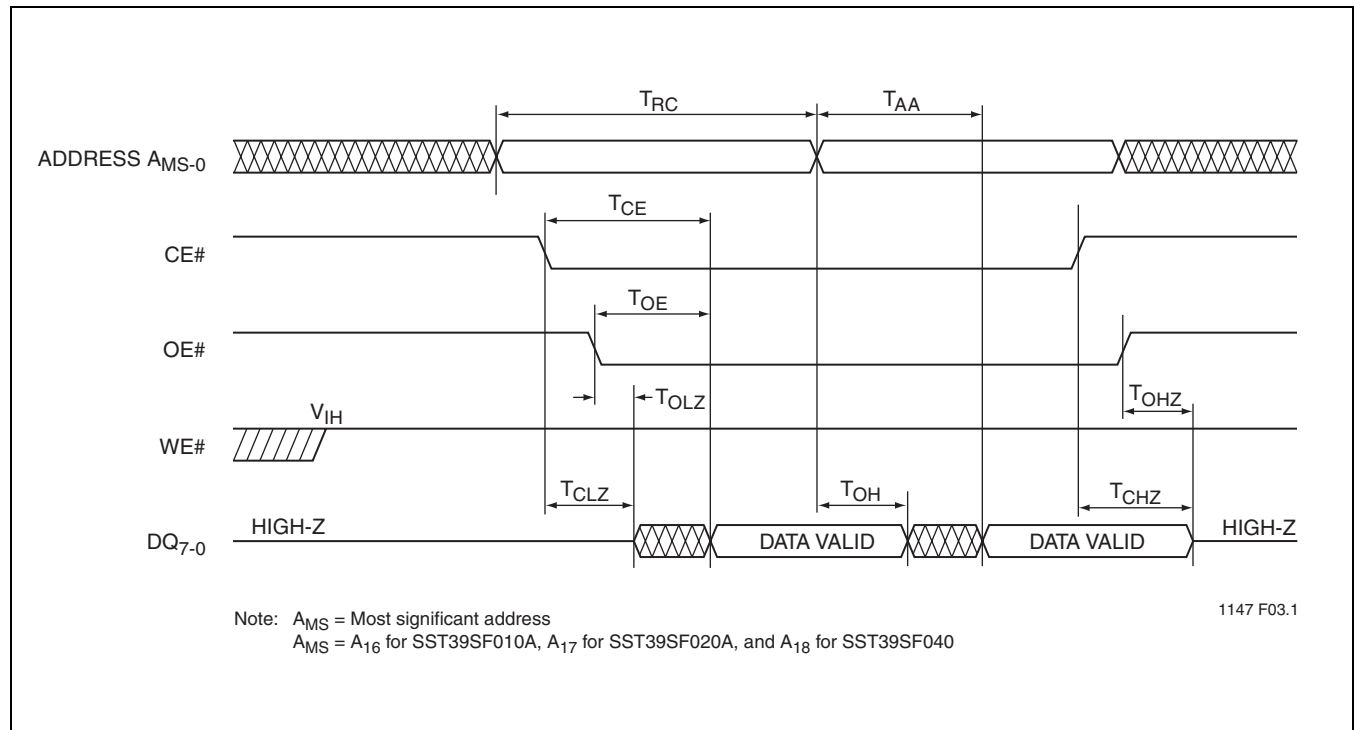 TRC TAA
ADDRESS AMS-0
TCE
CE#
TOE
OE#
TOLZ TOHZ
VIH
WE#
TCLZ TOH TCHZ
HIGH-Z DATA VALID DATA VALID HIGH-Z
DQ7-0
1147 F03.1
Note: AMS = Most significant address
AMS = A16 for SST39SF010A, A17 for SST39SF020A, and A18 for SST39SF040